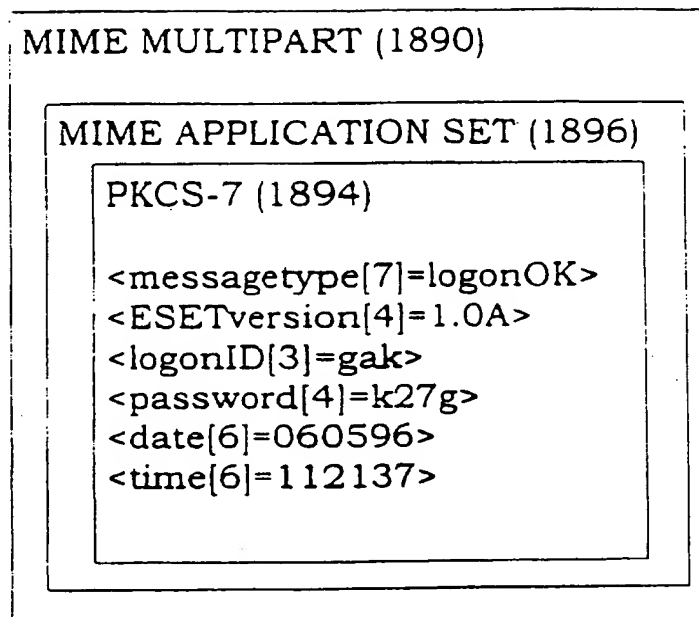 MIME MULTIPART (1890)
MIME APPLICATION SET (1896)
PKCS-7 (1894)
<messagetype[7]=logonOK>
<ESETversion[4]=1.0A>
<logonID[3]=gak>
<password[4]=k27g>
<date[6]=060596>
<time[6]=112137>